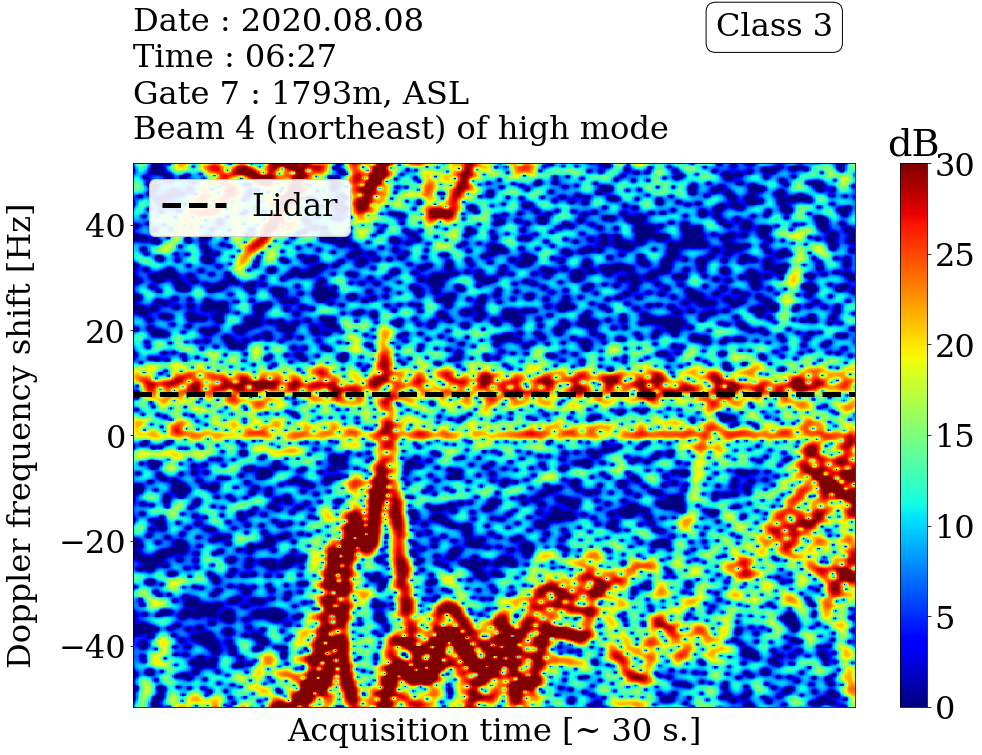 Date : 2020.08.08
Time : 06:27
Gate 7 : 1793m, ASL
Beam 4 (northeast) of high mode
Class 3
dB
Lidar
Doppler frequency shift [Hz]
40
20
0
−20
−40
Acquisition time [~ 30 s.]
30
25
20
15
10
5
0